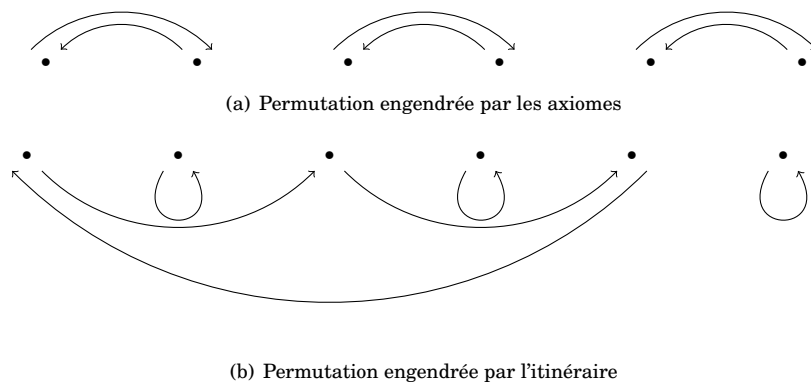 (a) Permutation engendrée par les axiomes
(b) Permutation engendrée par l'itinéraire